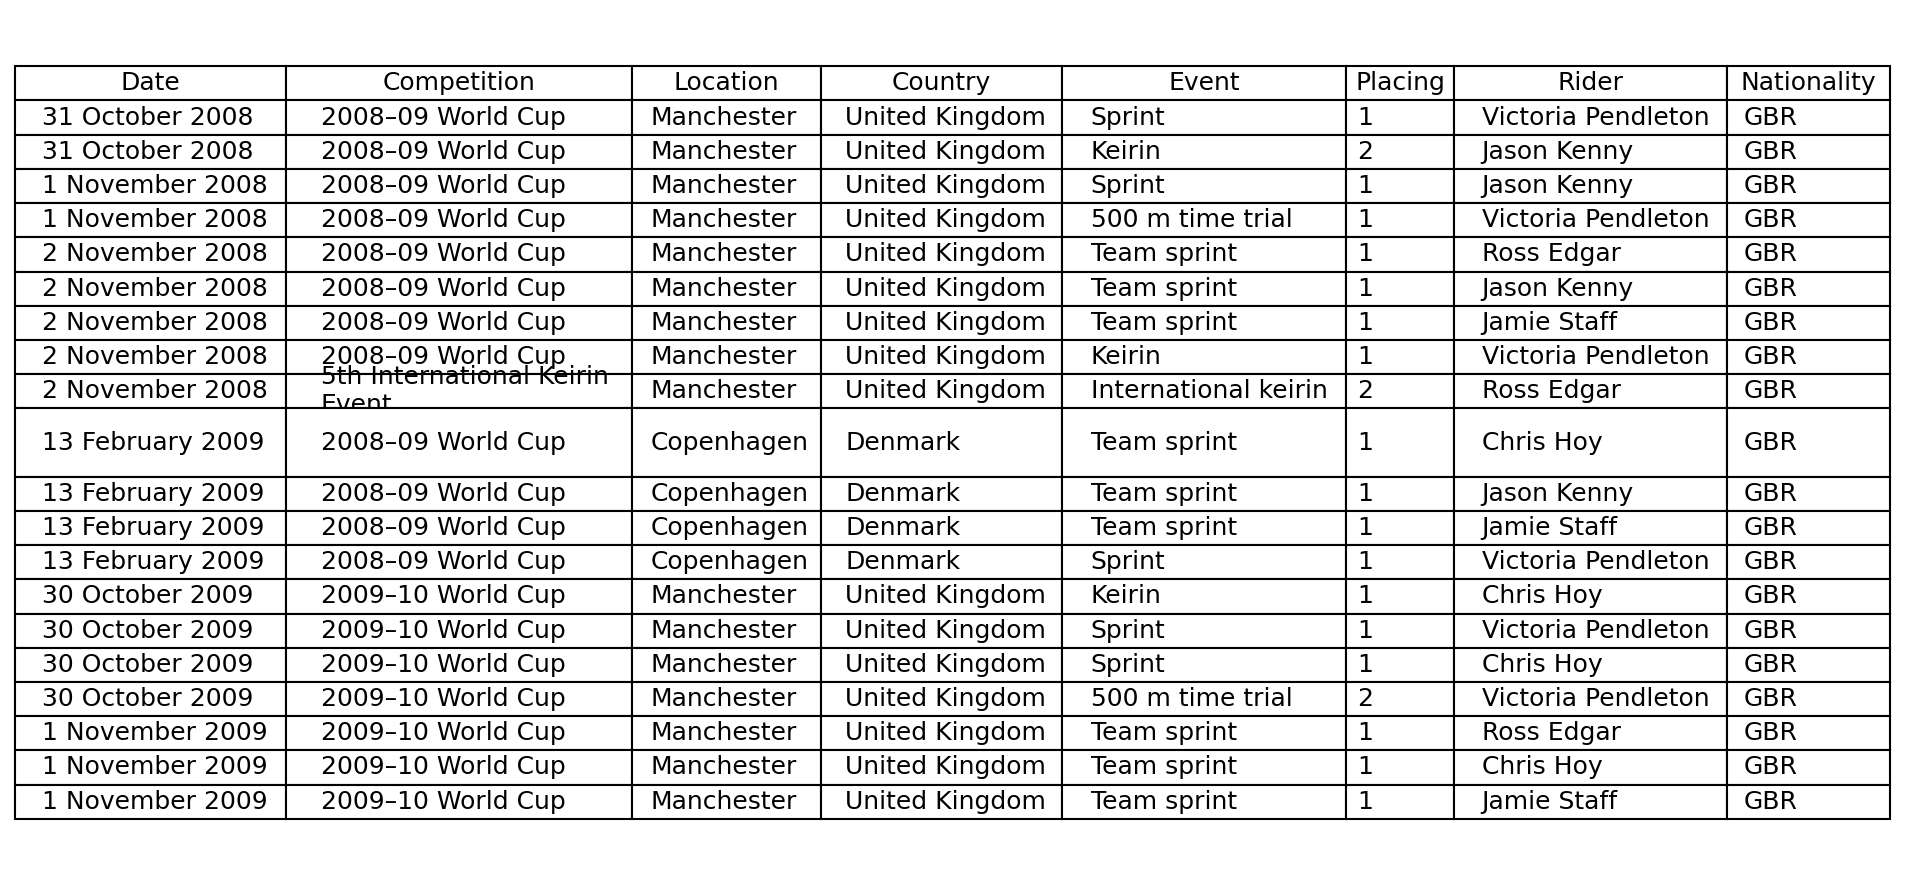 Date Competition Location Country Event Placing Rider Nationality
31 October 2008 2008–09 World Cup Manchester United Kingdom Sprint 1 Victoria Pendleton GBR
31 October 2008 2008–09 World Cup Manchester United Kingdom Keirin 2 Jason Kenny GBR
1 November 2008 2008–09 World Cup Manchester United Kingdom Sprint 1 Jason Kenny GBR
1 November 2008 2008–09 World Cup Manchester United Kingdom 500 m time trial 1 Victoria Pendleton GBR
2 November 2008 2008–09 World Cup Manchester United Kingdom Team sprint 1 Ross Edgar GBR
2 November 2008 2008–09 World Cup Manchester United Kingdom Team sprint 1 Jason Kenny GBR
2 November 2008 2008–09 World Cup Manchester United Kingdom Team sprint 1 Jamie Staff GBR
2 November 2008 2008–09 World Cup Manchester United Kingdom Keirin 1 Victoria Pendleton GBR
2 November 2008 5th International Keirin Event Manchester United Kingdom International keirin 2 Ross Edgar GBR
13 February 2009 2008–09 World Cup Copenhagen Denmark Team sprint 1 Chris Hoy GBR
13 February 2009 2008–09 World Cup Copenhagen Denmark Team sprint 1 Jason Kenny GBR
13 February 2009 2008–09 World Cup Copenhagen Denmark Team sprint 1 Jamie Staff GBR
13 February 2009 2008–09 World Cup Copenhagen Denmark Sprint 1 Victoria Pendleton GBR
30 October 2009 2009–10 World Cup Manchester United Kingdom Keirin 1 Chris Hoy GBR
30 October 2009 2009–10 World Cup Manchester United Kingdom Sprint 1 Victoria Pendleton GBR
30 October 2009 2009–10 World Cup Manchester United Kingdom Sprint 1 Chris Hoy GBR
30 October 2009 2009–10 World Cup Manchester United Kingdom 500 m time trial 2 Victoria Pendleton GBR
1 November 2009 2009–10 World Cup Manchester United Kingdom Team sprint 1 Ross Edgar GBR
1 November 2009 2009–10 World Cup Manchester United Kingdom Team sprint 1 Chris Hoy GBR
1 November 2009 2009–10 World Cup Manchester United Kingdom Team sprint 1 Jamie Staff GBR